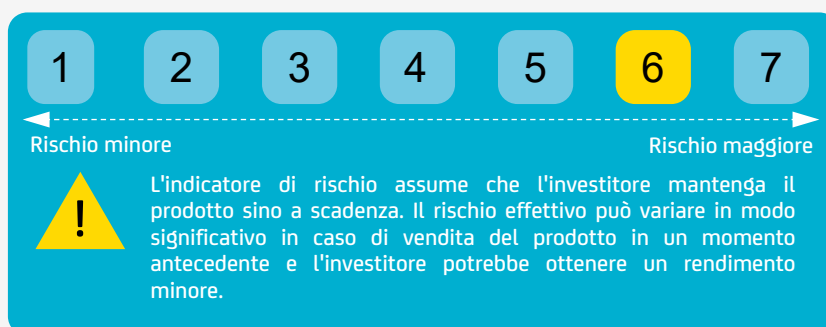 1 2 3 4 5 6 7
Rischio minore Rischio maggiore
L'indicatore di rischio assume che l'investitore mantenga il
prodotto sino a scadenza. Il rischio effettivo può variare in modo
significativo in caso di vendita del prodotto in un momento
antecedente e l'investitore potrebbe ottenere un rendimento
minore.
!